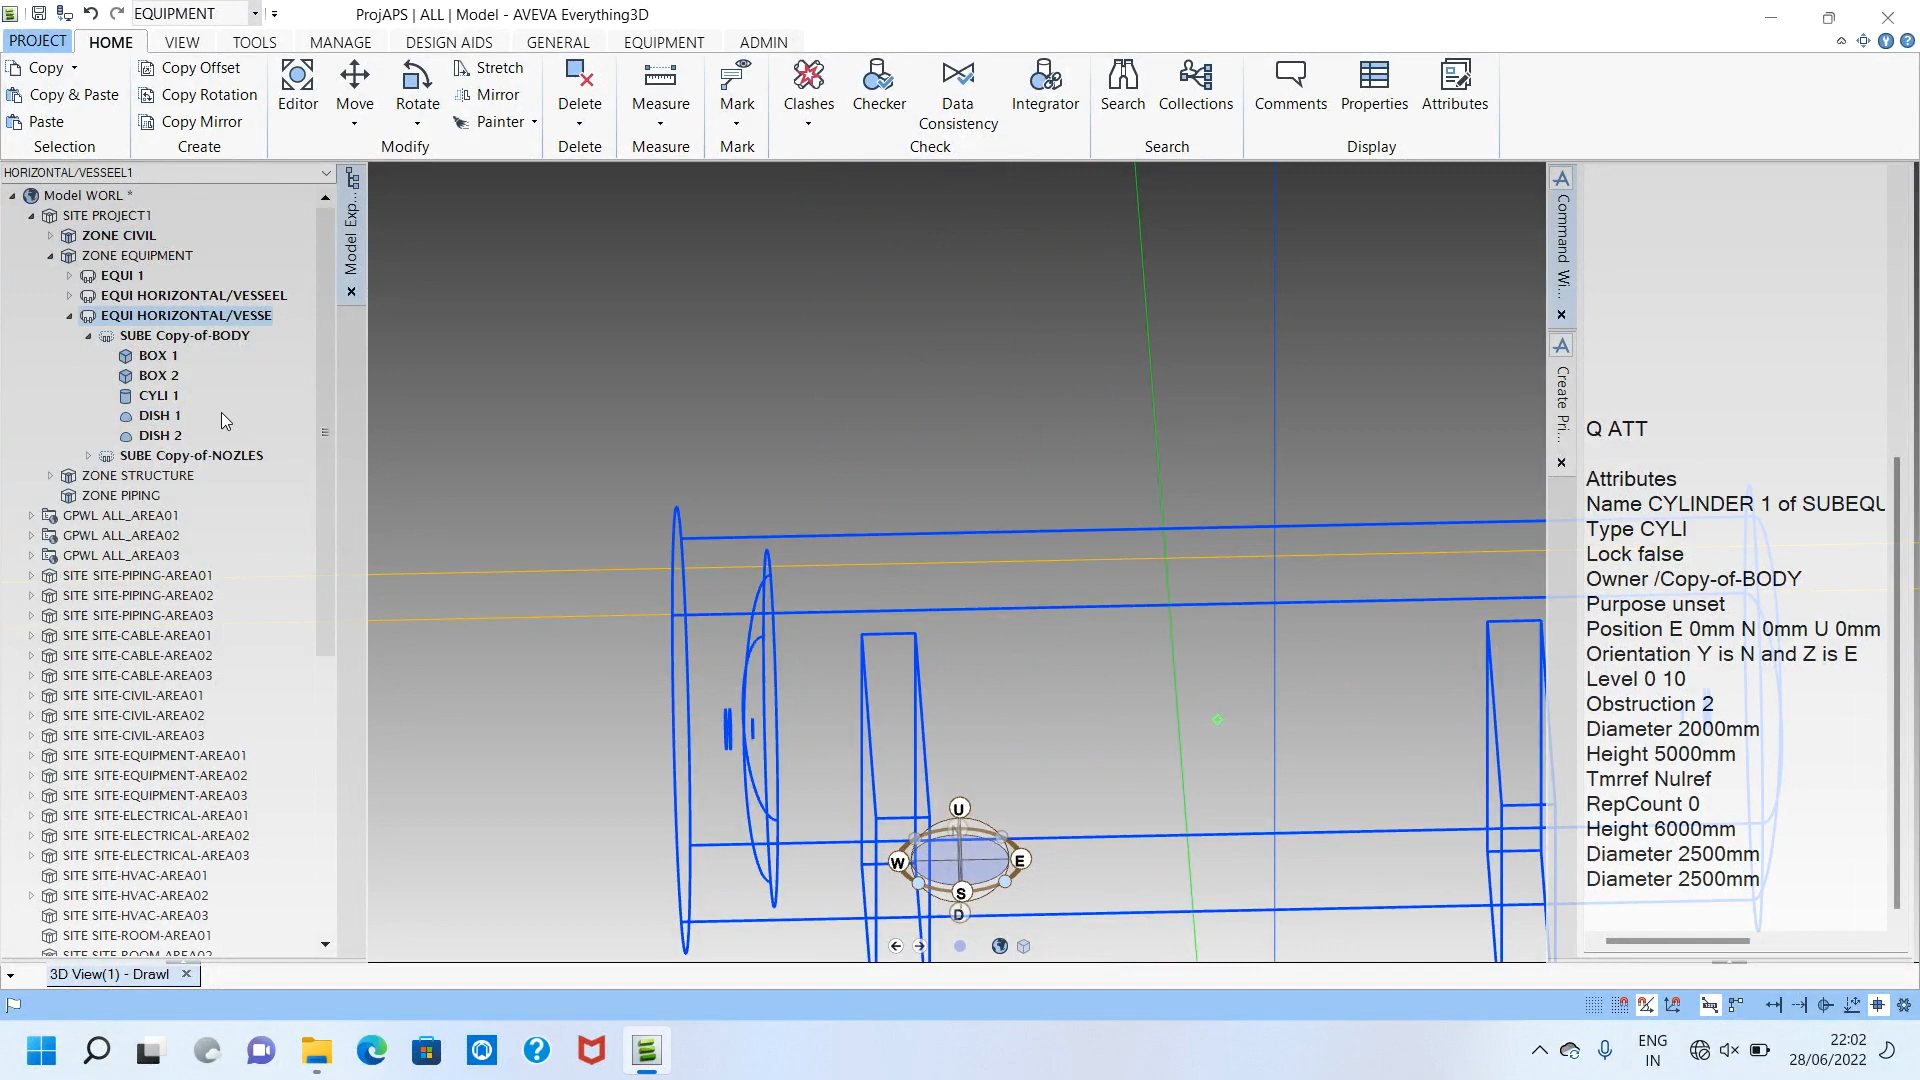 EQUIPMENT
ProjAPS | ALL | Model - AVEVA Everything3D
PROJECT HOME VIEW TOOLS MANAGE DESIGN AIDS GENERAL EQUIPMENT ADMIN
Copy
Copy & Paste
Paste
Selection
Copy Offset
Copy Rotation
Copy Mirror
Create
Editor
Move
Rotate
Stretch
Mirror
Painter
Modify
Delete
Delete
Measure
Measure
Mark
Mark
Clashes
Checker
Data
Consistency
Integrator
Check
Search
Collections
Search
Comments
Properties
Attributes
Display
HORIZONTAL/VESSEEL1
Model WORL *
SITE PROJECT1
ZONE CIVIL
ZONE EQUIPMENT
EQUI 1
EQUI HORIZONTAL/VESSEEL
EQUI HORIZONTAL/VESSE
SUBE Copy-of-BODY
BOX 1
BOX 2
CYLI 1
DISH 1
DISH 2
SUBE Copy-of-NOZLES
ZONE STRUCTURE
ZONE PIPING
GPWL ALL_AREA01
GPWL ALL_AREA02
GPWL ALL_AREA03
SITE SITE-PIPING-AREA01
SITE SITE-PIPING-AREA02
SITE SITE-PIPING-AREA03
SITE SITE-CABLE-AREA01
SITE SITE-CABLE-AREA02
SITE SITE-CABLE-AREA03
SITE SITE-CIVIL-AREA01
SITE SITE-CIVIL-AREA02
SITE SITE-CIVIL-AREA03
SITE SITE-EQUIPMENT-AREA01
SITE SITE-EQUIPMENT-AREA02
SITE SITE-EQUIPMENT-AREA03
SITE SITE-ELECTRICAL-AREA01
SITE SITE-ELECTRICAL-AREA02
SITE SITE-ELECTRICAL-AREA03
SITE SITE-HVAC-AREA01
SITE SITE-HVAC-AREA02
SITE SITE-HVAC-AREA03
SITE SITE-ROOM-AREA01
SITE SITE-ROOM-AREA02
Model Exp...
U
W
E
S
D
Command Wi...
Create Pri...
Q ATT
Attributes
Name CYLINDER 1 of SUBEQU
Type CYLI
Lock false
Owner /Copy-of-BODY
Purpose unset
Position E 0mm N 0mm U 0mm
Orientation Y is N and Z is E
Level 0 10
Obstruction 2
Diameter 2000mm
Height 5000mm
Tmrref Nulref
RepCount 0
Height 6000mm
Diameter 2500mm
Diameter 2500mm
3D View(1) - Drawl
ENG
IN
22:02
28/06/2022